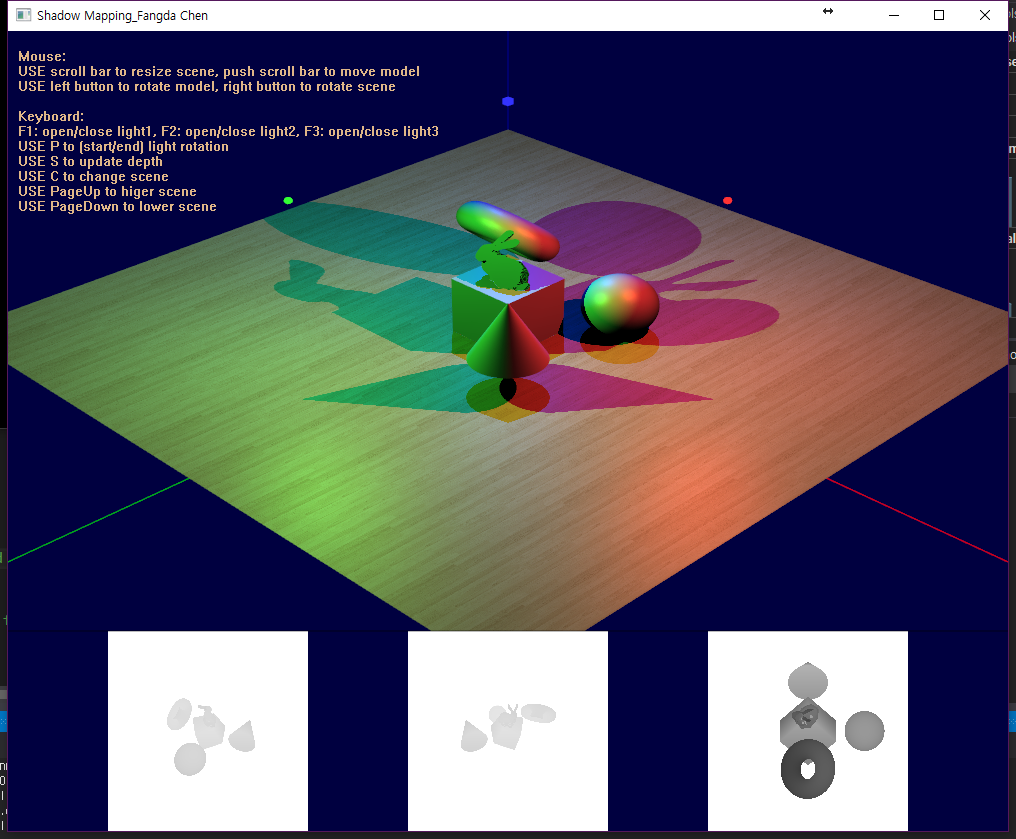 Shadow Mapping_Fangda Chen
Mouse:
USE scroll bar to resize scene, push scroll bar to move model
USE left button to rotate model, right button to rotate scene
Keyboard:
F1: open/close light1, F2: open/close light2, F3: open/close light3
USE P to (start/end) light rotation
USE S to update depth
USE C to change scene
USE PageUp to higer scene
USE PageDown to lower scene